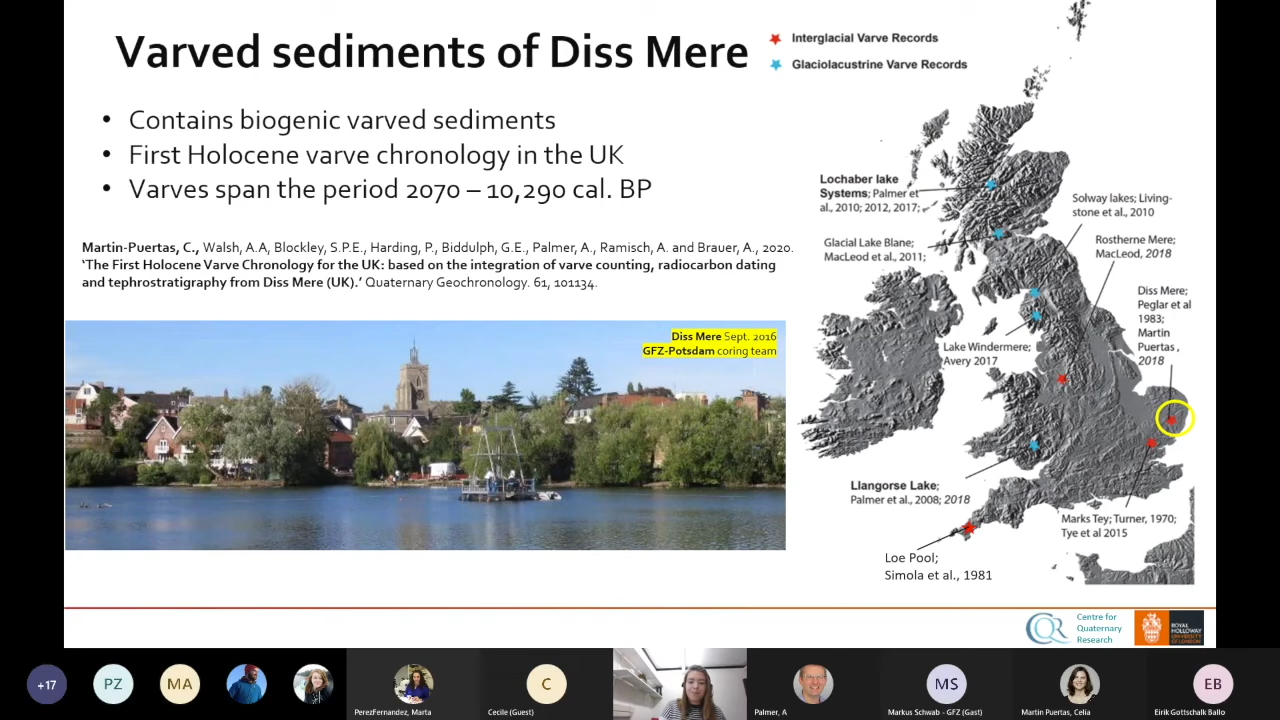 Varved sediments of Diss Mere
• Contains biogenic varved sediments
• First Holocene varve chronology in the UK
• Varves span the period 2070 – 10,290 cal. BP
Martin-Puertas, C., Walsh, A.A, Blockley, S.P.E., Harding, P., Biddulph, G.E., Palmer, A., Ramisch, A. and Brauer, A., 2020.
‘The First Holocene Varve Chronology for the UK: based on the integration of varve counting, radiocarbon dating
and tephrostratigraphy from Diss Mere (UK).’ Quaternary Geochronology. 61, 101134.
Diss Mere Sept. 2016
GFZ-Potsdam coring team
Interglacial Varve Records
Glaciolacustrine Varve Records
Lochaber lake
Systems; Palmer et
al., 2010; 2012, 2017;
Solway lakes; Living-
stone et al., 2010
Glacial Lake Blane;
MacLeod et al., 2011;
Rostherne Mere;
MacLeod, 2018
Diss Mere;
Peglar et al
1983;
Martin
Puertas ,
2018
Lake Windermere;
Avery 2017
Llangorse Lake;
Palmer et al., 2008; 2018
Marks Tey; Turner, 1970;
Tye et al 2015
Loe Pool;
Simola et al., 1981
CQR
Centre for
Quaternary
Research
ROYAL
HOLLOWAY
UNIVERSITY
OF LONDON
+17
PZ
MA
PerezFernandez, Marta
C
Cecile (Guest)
Palmer, A
MS
Markus Schwab - GFZ (Gast)
Martin Puertas, Celia
EB
Eirik Gottschalk Ballo